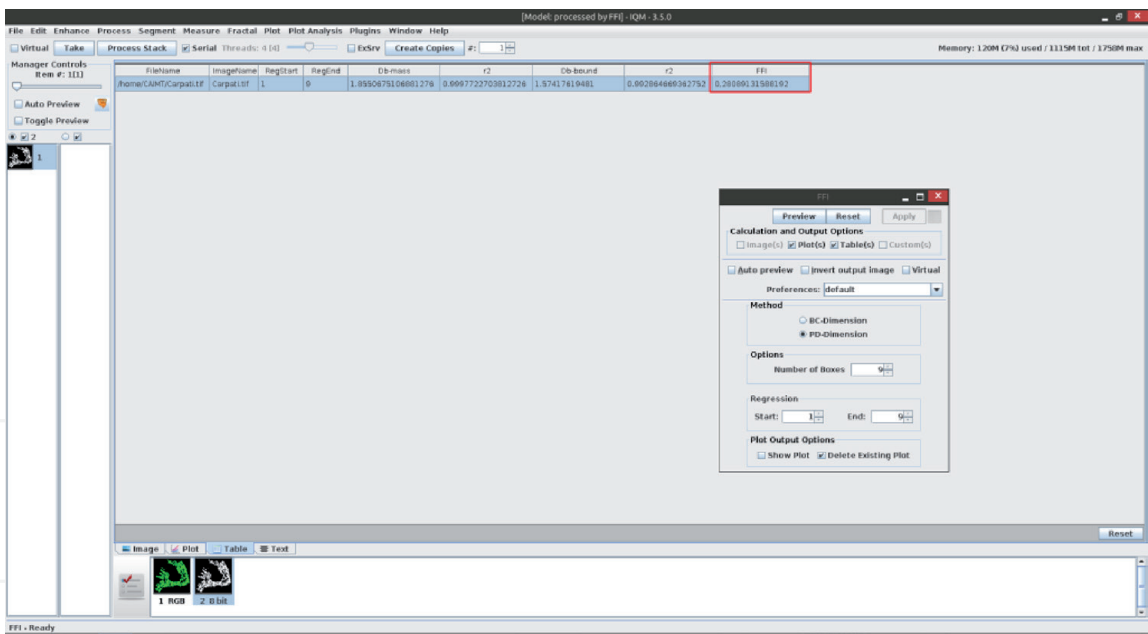 [Model: processed by FFI] - IQM - 3.5.0
File Edit Enhance Process Segment Measure Fractal Plot Plot Analysis Plugins Window Help
Virtual Take Process Stack Serial Threads: 4 [4] ExSrv Create Copies #: 1 Memory: 120M (7%) used / 1115M tot / 1750M max
Manager Controls
Item #: 1[1]
Auto Preview
Toggle Preview
2
1
FileName ImageName RegStart RegEnd Db-mass r2 Db-bound r2 FFI
/home/CAIMT/Carpati.tif Carpati.tif 1 9 1.8550675106881276 0.9997722703812726 1.57417619481 0.9928646693627​52 0.28089131588192
FFI
Preview Reset Apply
Calculation and Output Options
Image(s) Plot(s) Table(s) Custom(s)
Auto preview Invert output image Virtual
Preferences: default
Method
BC-Dimension
PD-Dimension
Options
Number of Boxes 9
Regression
Start: 1 End: 9
Plot Output Options
Show Plot Delete Existing Plot
Reset
Image Plot Table Text
1 RGB 2 8 bit
FFI - Ready